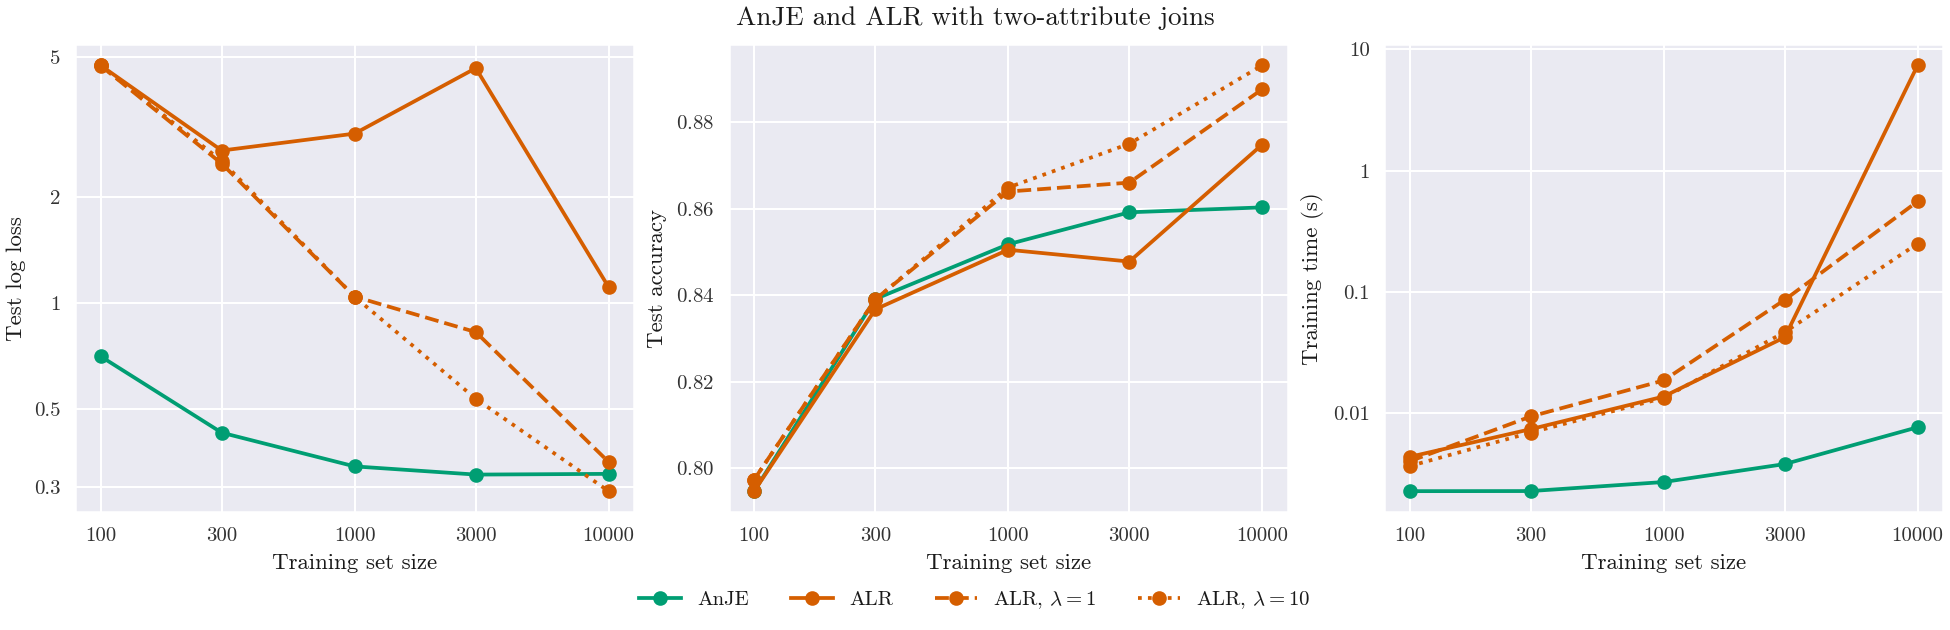 AnJE and ALR with two-attribute joins
Test log loss
5
2
1
0.5
0.3
100 300 1000 3000 10000
Training set size
Test accuracy
0.88
0.86
0.84
0.82
0.80
100 300 1000 3000 10000
Training set size
Training time (s)
10
1
0.1
0.01
100 300 1000 3000 10000
Training set size
AnJE ALR ALR, λ = 1 ALR, λ = 10